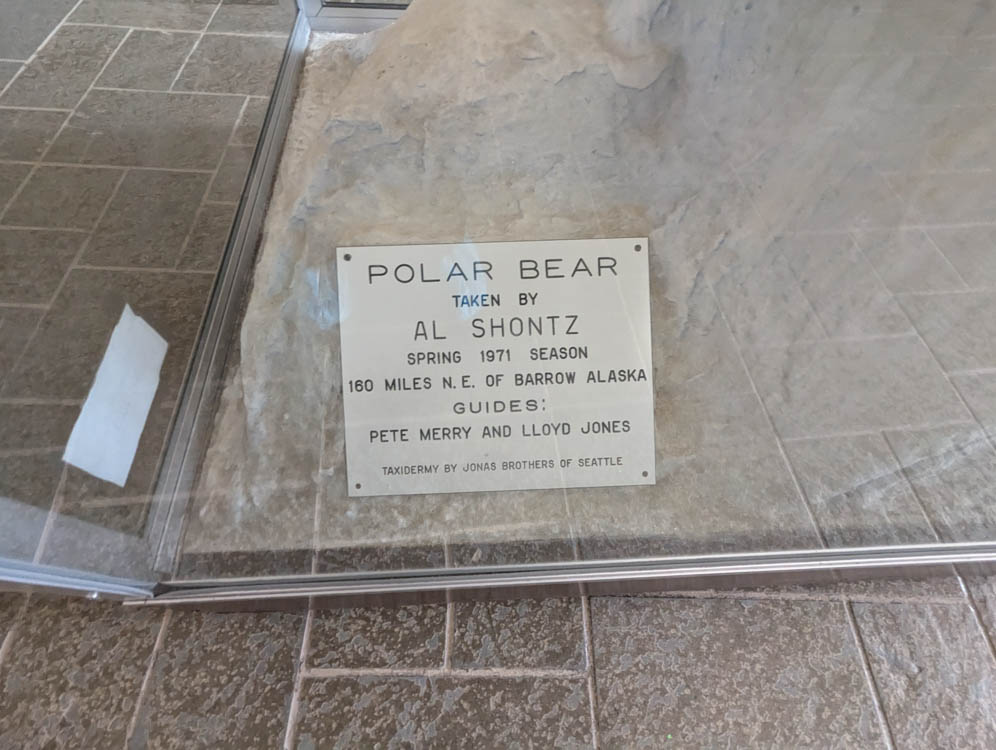 POLAR BEAR
TAKEN BY
AL SHONTZ
SPRING 1971 SEASON
160 MILES N.E. OF BARROW ALASKA
GUIDES:
PETE MERRY AND LLOYD JONES
TAXIDERMY BY JONAS BROTHERS OF SEATTLE